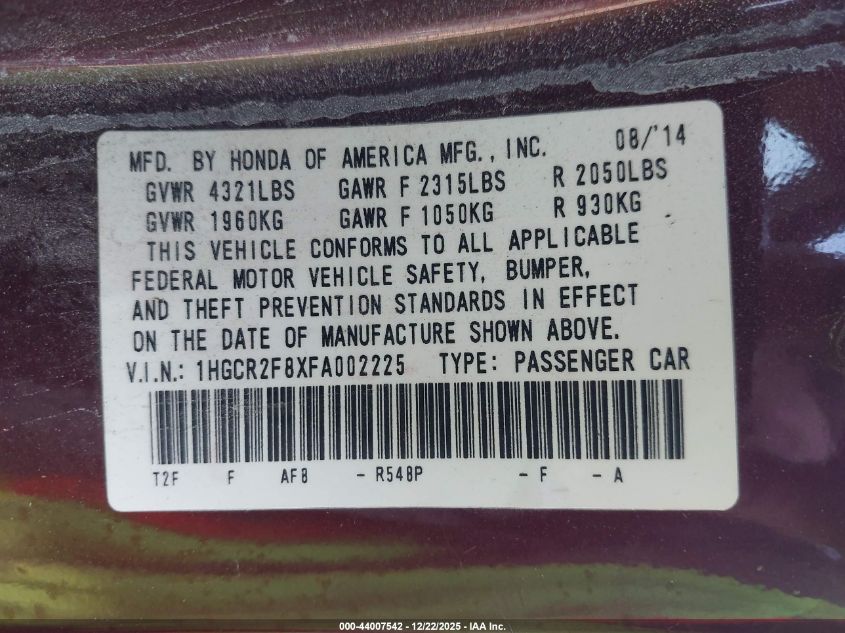 MFD. BY HONDA OF AMERICA MFG., INC. 08/'14
GVWR 4321LBS GAWR F 2315LBS R 2050LBS
GVWR 1960KG GAWR F 1050KG R 930KG
THIS VEHICLE CONFORMS TO ALL APPLICABLE
FEDERAL MOTOR VEHICLE SAFETY, BUMPER,
AND THEFT PREVENTION STANDARDS IN EFFECT
ON THE DATE OF MANUFACTURE SHOWN ABOVE.
V.I.N.: 1HGCR2F8XFA002225 TYPE: PASSENGER CAR
T2F F AF8 - R548P - F - A
000-44007542 - 12/22/2025 - IAA Inc.